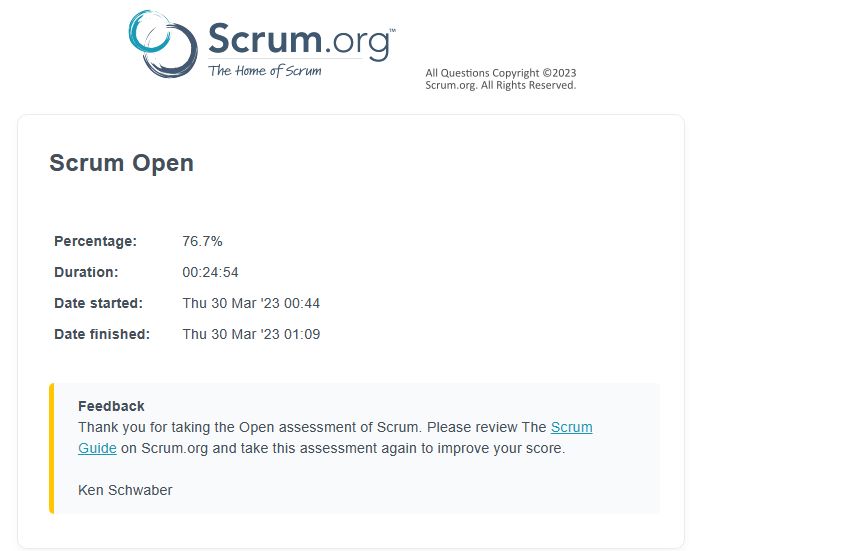 Scrum.org™
The Home of Scrum
All Questions Copyright ©2023
Scrum.org. All Rights Reserved.
Scrum Open
Percentage: 76.7%
Duration: 00:24:54
Date started: Thu 30 Mar '23 00:44
Date finished: Thu 30 Mar '23 01:09
Feedback
Thank you for taking the Open assessment of Scrum. Please review The Scrum
Guide on Scrum.org and take this assessment again to improve your score.
Ken Schwaber